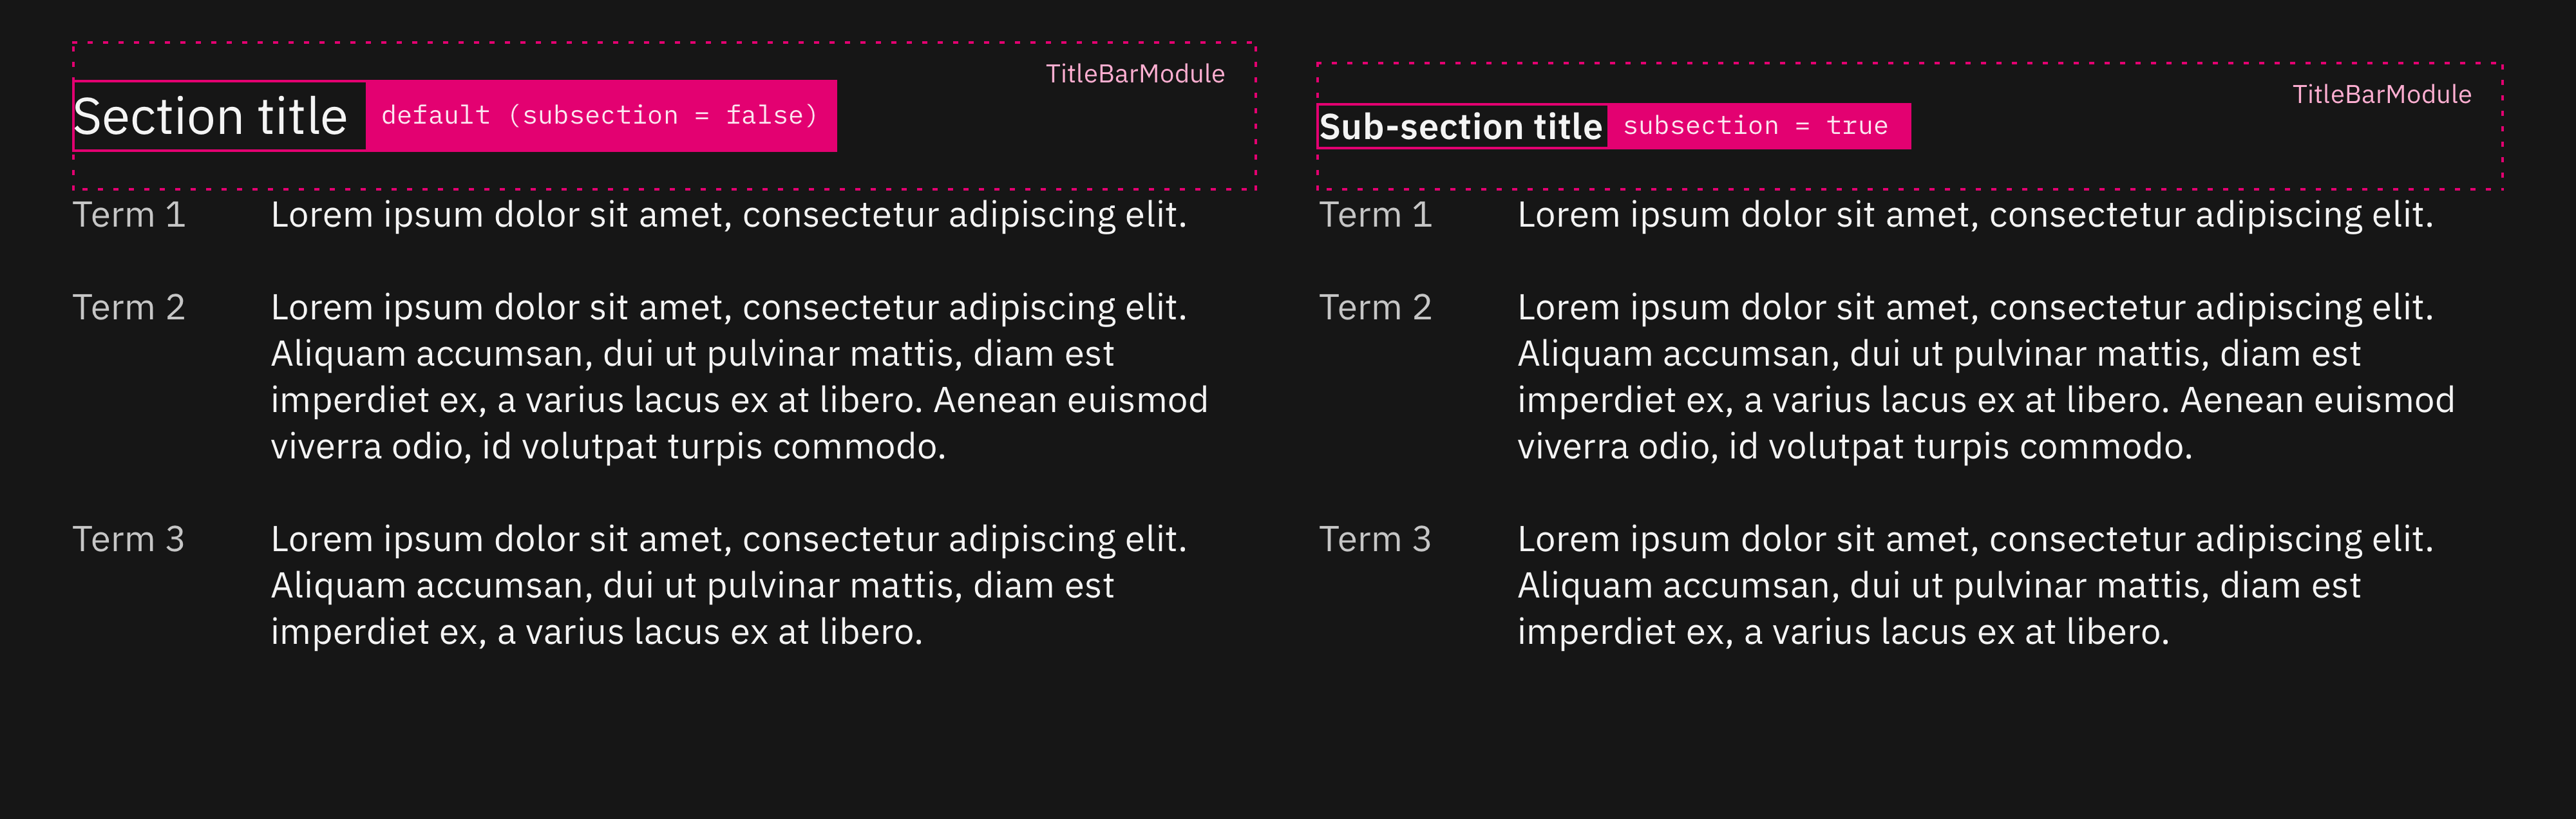 TitleBarModule
Section title
default (subsection = false)
Term 1
Lorem ipsum dolor sit amet, consectetur adipiscing elit.
Term 2
Lorem ipsum dolor sit amet, consectetur adipiscing elit.
Aliquam accumsan, dui ut pulvinar mattis, diam est
imperdiet ex, a varius lacus ex at libero. Aenean euismod
viverra odio, id volutpat turpis commodo.
Term 3
Lorem ipsum dolor sit amet, consectetur adipiscing elit.
Aliquam accumsan, dui ut pulvinar mattis, diam est
imperdiet ex, a varius lacus ex at libero.
TitleBarModule
Sub-section title
subsection = true
Term 1
Lorem ipsum dolor sit amet, consectetur adipiscing elit.
Term 2
Lorem ipsum dolor sit amet, consectetur adipiscing elit.
Aliquam accumsan, dui ut pulvinar mattis, diam est
imperdiet ex, a varius lacus ex at libero. Aenean euismod
viverra odio, id volutpat turpis commodo.
Term 3
Lorem ipsum dolor sit amet, consectetur adipiscing elit.
Aliquam accumsan, dui ut pulvinar mattis, diam est
imperdiet ex, a varius lacus ex at libero.